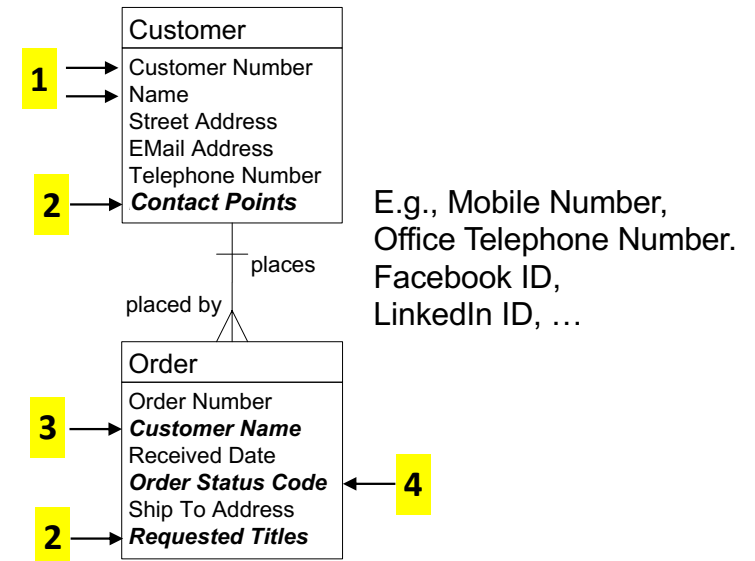 Customer
1
Customer Number
Name
Street Address
EMail Address
Telephone Number
2
Contact Points
E.g., Mobile Number,
Office Telephone Number.
Facebook ID,
LinkedIn ID, …
places
placed by
Order
Order Number
3
Customer Name
Received Date
Order Status Code
4
Ship To Address
2
Requested Titles